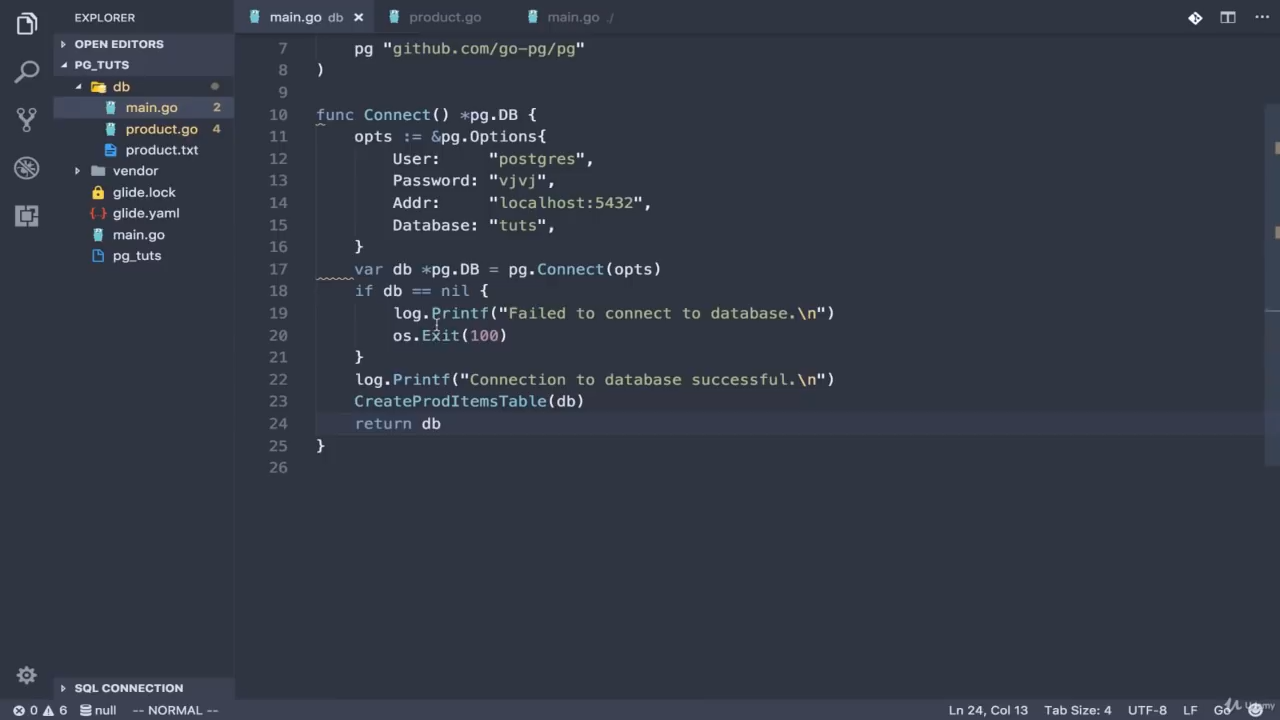 EXPLORER
main.go db
product.go
main.go ./
OPEN EDITORS
PG_TUTS
db
main.go 2
product.go 4
product.txt
vendor
glide.lock
glide.yaml
main.go
pg_tuts
7 pg "github.com/go-pg/pg"
8 )
9
10 func Connect() *pg.DB {
11 opts := &pg.Options{
12 User: "postgres",
13 Password: "vjvj",
14 Addr: "localhost:5432",
15 Database: "tuts",
16 }
17 var db *pg.DB = pg.Connect(opts)
18 if db == nil {
19 log.Printf("Failed to connect to database.\n")
20 os.Exit(100)
21 }
22 log.Printf("Connection to database successful.\n")
23 CreateProdItemsTable(db)
24 return db
25 }
26
SQL CONNECTION
0 6 null -- NORMAL --
Ln 24, Col 13 Tab Size: 4 UTF-8 LF Go
Udemy